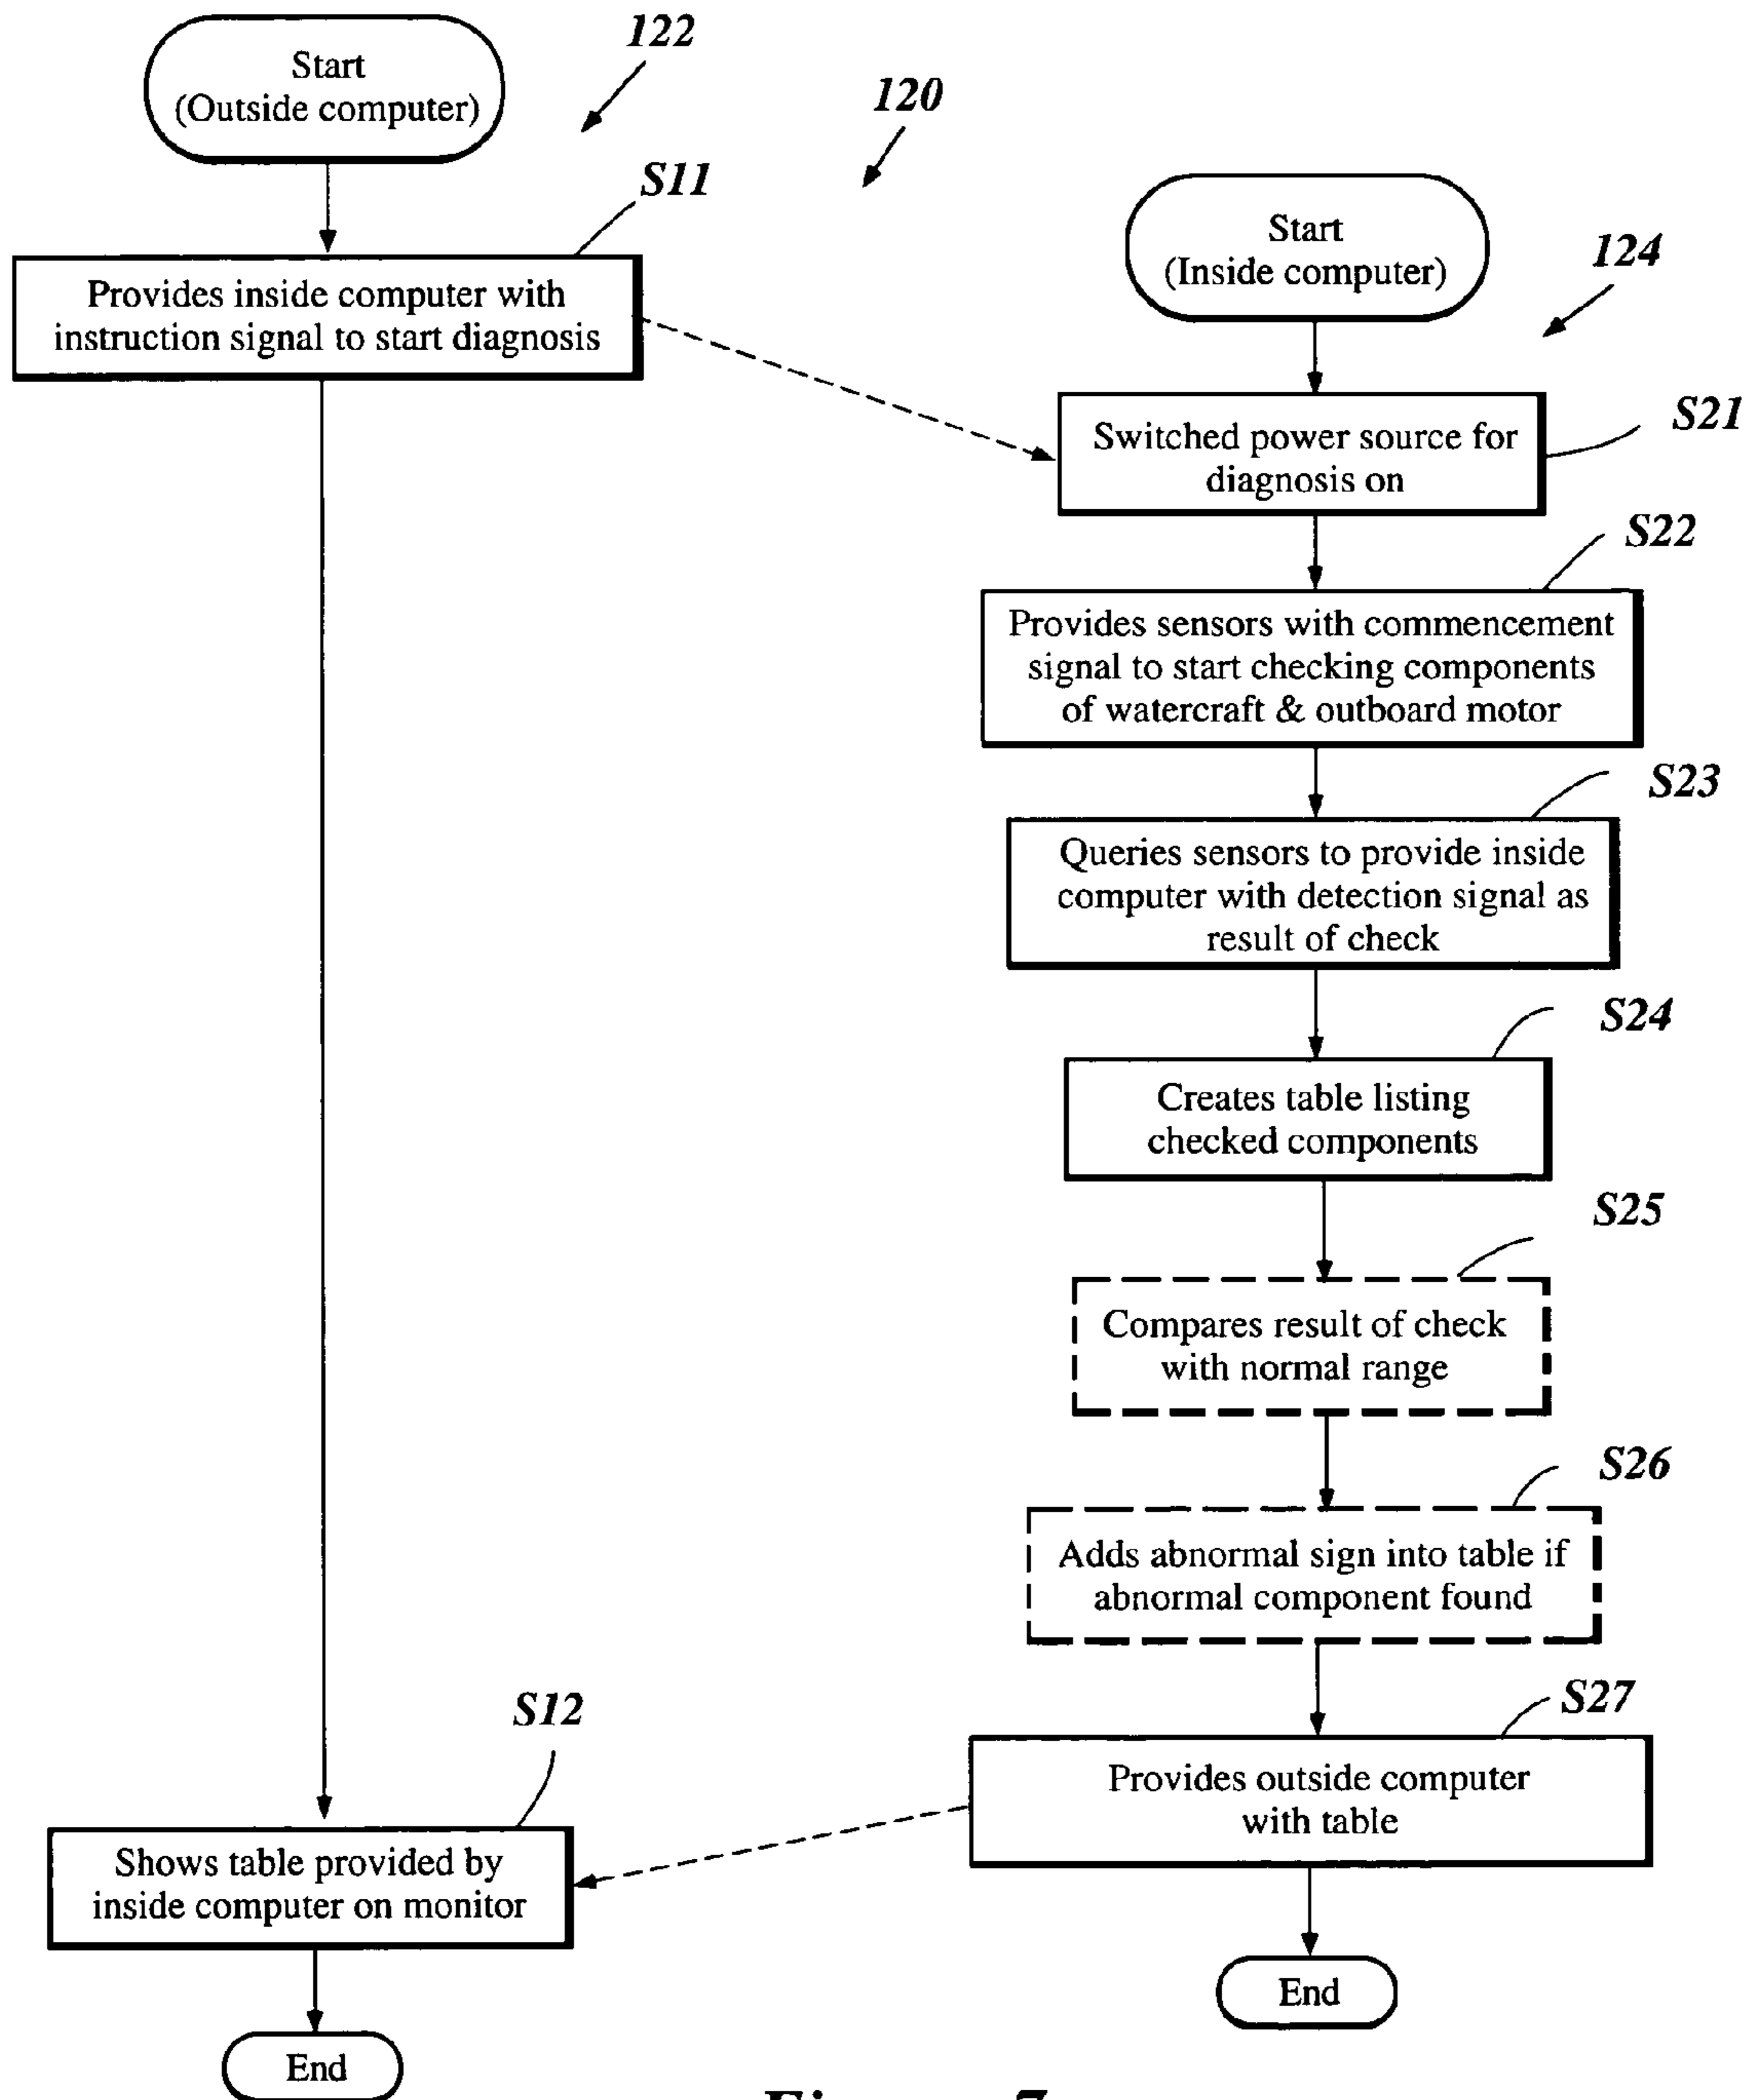 Start
(Outside computer)
122
120
S11
Provides inside computer with
instruction signal to start diagnosis
Start
(Inside computer)
124
S21
Switched power source for
diagnosis on
S22
Provides sensors with commencement
signal to start checking components
of watercraft & outboard motor
S23
Queries sensors to provide inside
computer with detection signal as
result of check
S24
Creates table listing
checked components
S25
Compares result of check
with normal range
S26
Adds abnormal sign into table if
abnormal component found
S27
Provides outside computer
with table
S12
Shows table provided by
inside computer on monitor
End
End